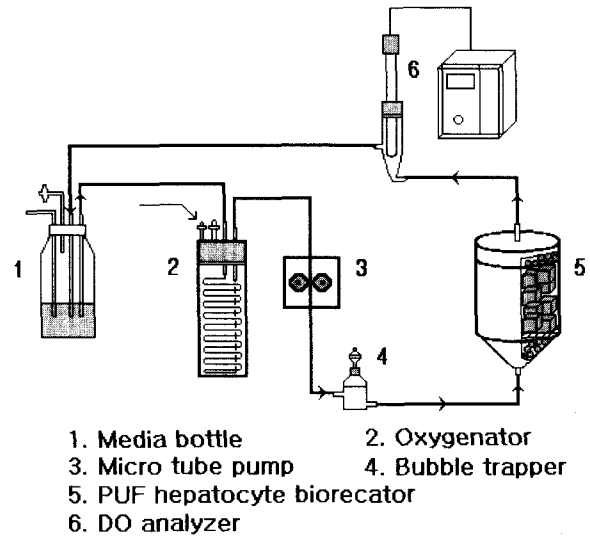 6
1
2
3
5
4
1. Media bottle 2. Oxygenator
3. Micro tube pump 4. Bubble trapper
5. PUF hepatocyte biorecator
6. DO analyzer